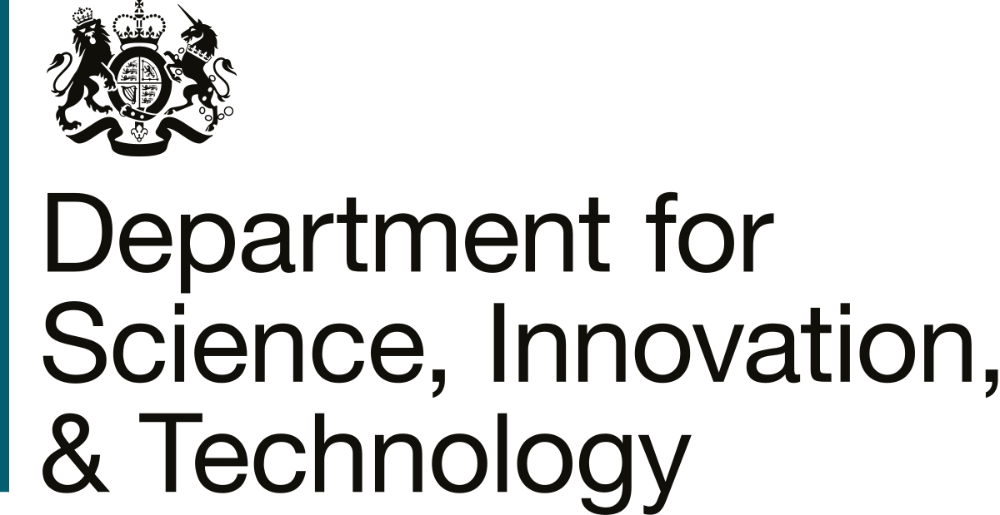 Department for
Science, Innovation,
& Technology